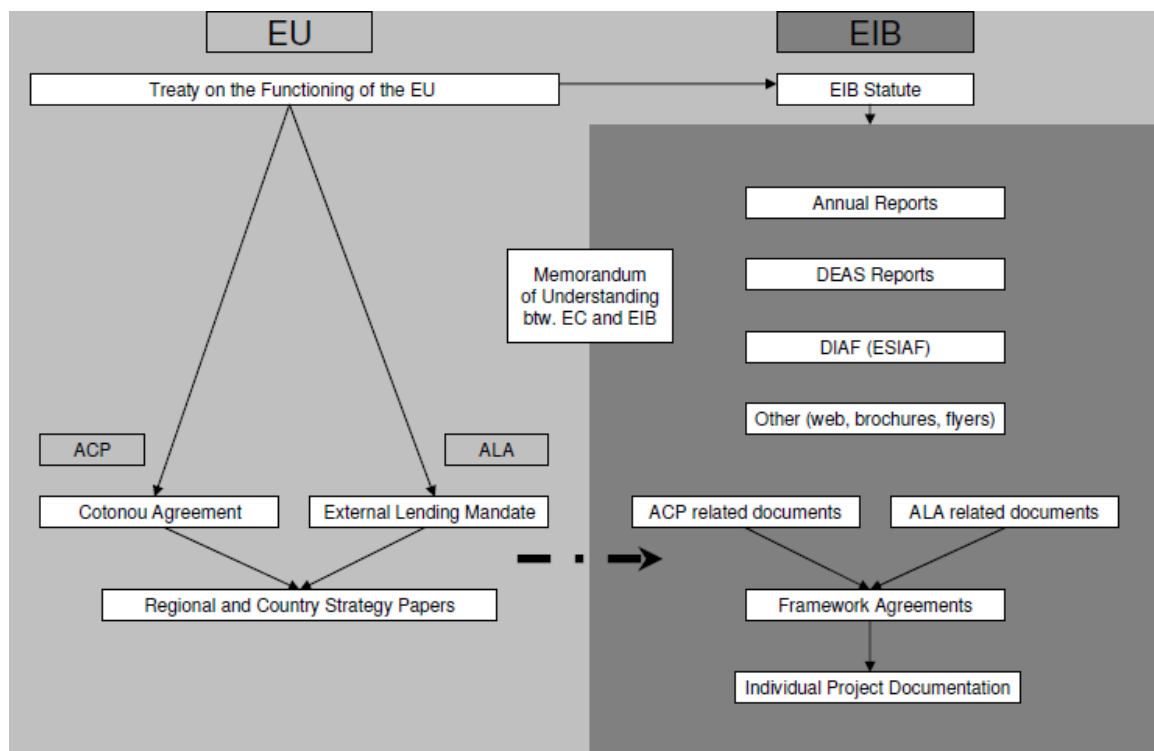 EU
EIB
Treaty on the Functioning of the EU
EIB Statute
Annual Reports
Memorandum
of Understanding
btw. EC and EIB
DEAS Reports
DIAF (ESIAF)
Other (web, brochures, flyers)
ACP
ALA
Cotonou Agreement
External Lending Mandate
ACP related documents
ALA related documents
Regional and Country Strategy Papers
Framework Agreements
Individual Project Documentation